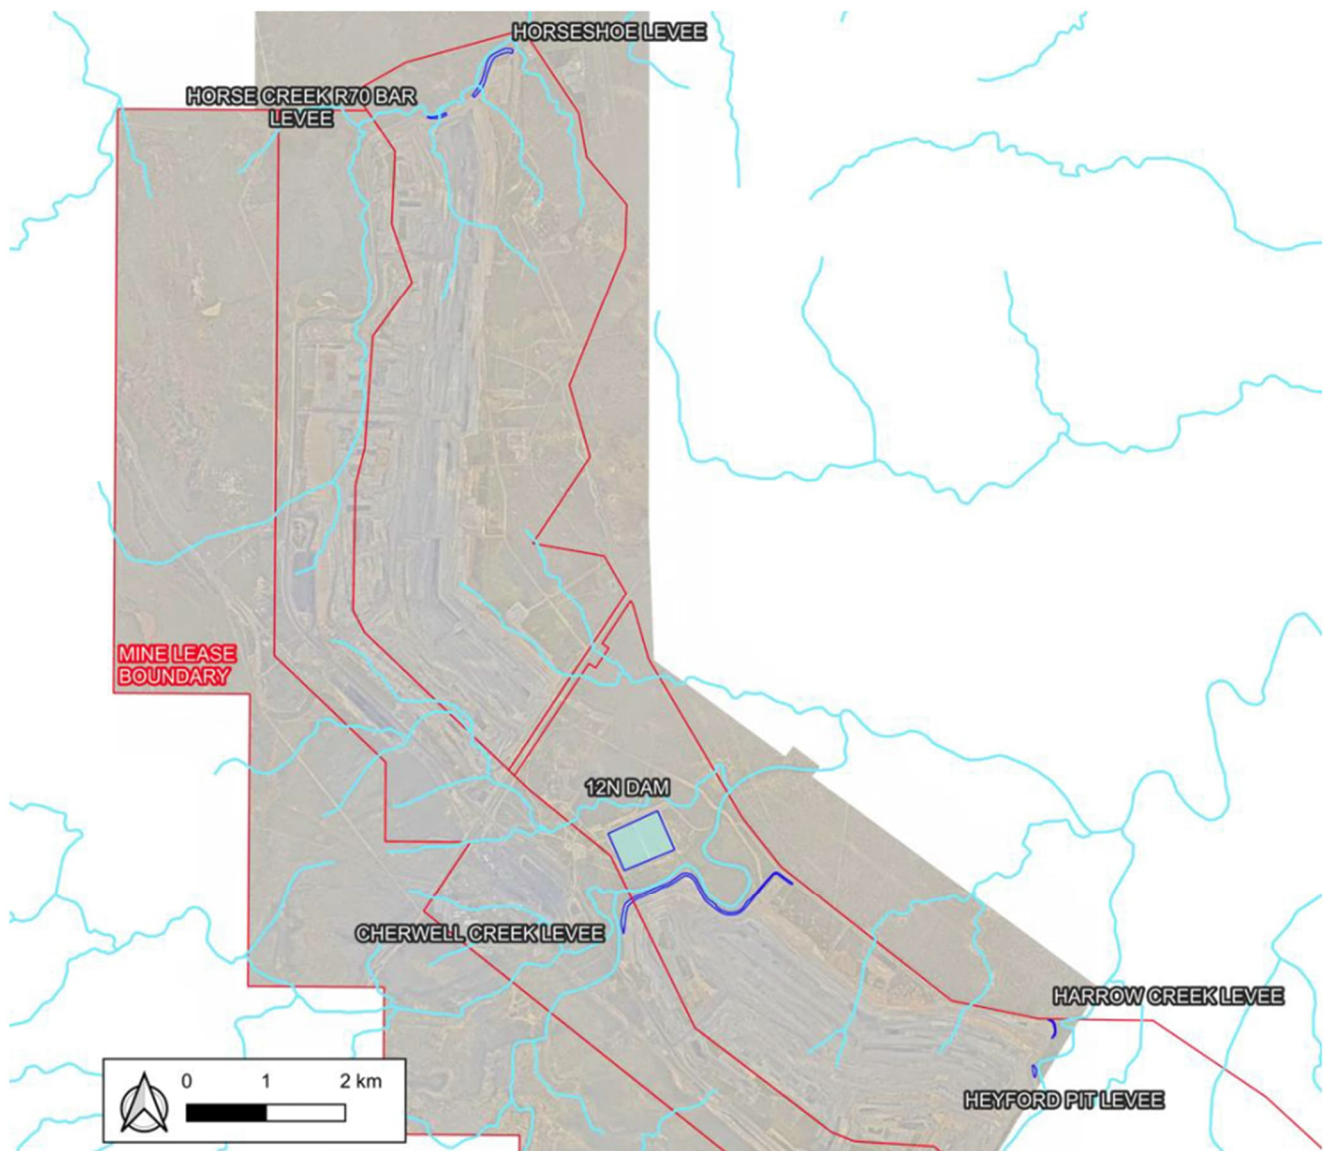 HORSESHOE LEVEE
HORSE CREEK R70 BAR
LEVEE
MINE LEASE
BOUNDARY
12N DAM
CHERWELL CREEK LEVEE
HARROW CREEK LEVEE
HEYFORD PIT LEVEE
0 1 2 km